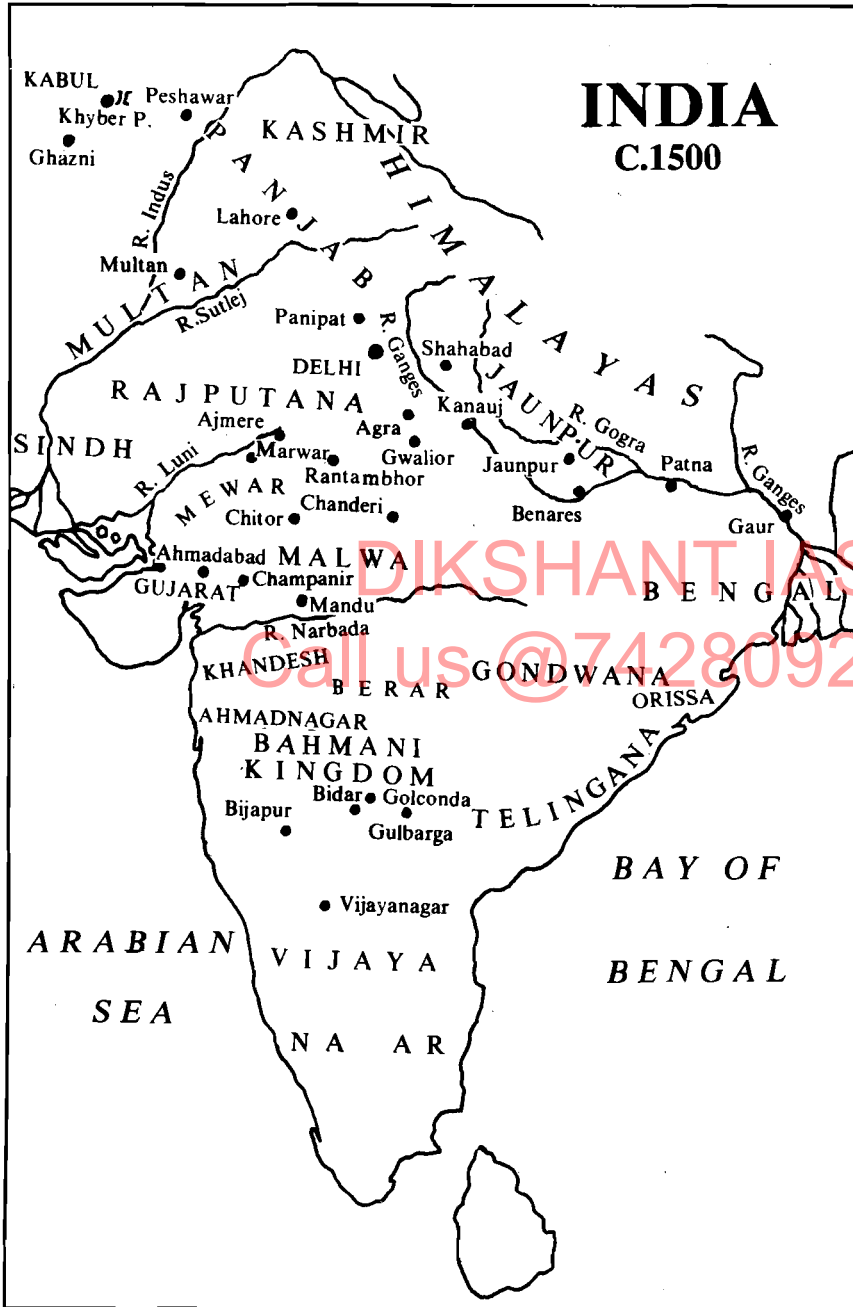 INDIA
C.1500
KABUL
Khyber P.
Peshawar
Ghazni
KASHMIR
PANJAB
HIMALAYAS
R. Indus
Lahore
Multan
MULTAN
R.Sutlej
Panipat
DELHI
R. Ganges
Shahabad
RAJPUTANA
JAUNPUR
Kanauj
R. Gogra
Ajmere
Agra
Gwalior
SINDH
R. Luni
Marwar
Rantambhor
Jaunpur
Patna
R. Ganges
MEWAR
Chanderi
Chitor
Benares
Gaur
Ahmadabad
MALWA
DIKSHANT IAS
GUJARAT
Champanir
BENGAL
Mandu
R. Narbada
Call us @7428092
KHANDESH
BERAR
GONDWANA
ORISSA
AHMADNAGAR
BAHMANI
KINGDOM
TELINGANA
Bidar
Golconda
Bijapur
Gulbarga
BAY OF
BENGAL
Vijayanagar
ARABIAN
SEA
VIJAYA
NA AR